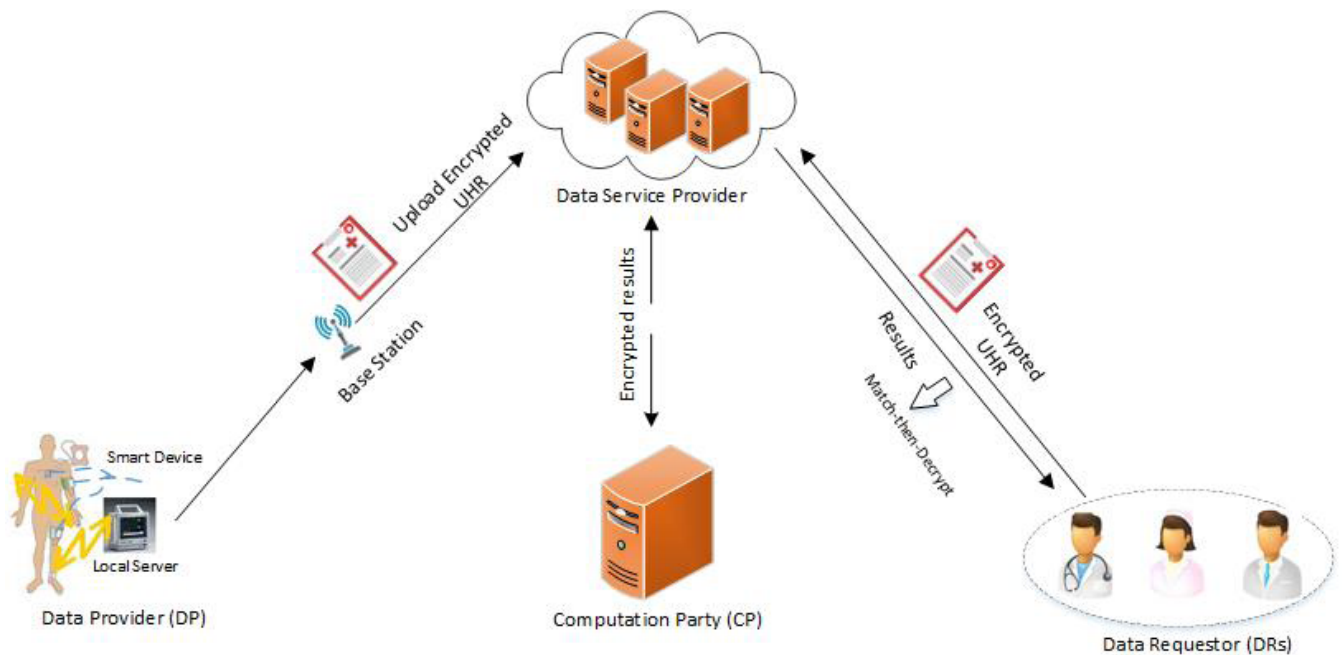 Data Service Provider
Upload Encrypted
UHR
Base Station
Encrypted results
Encrypted
UHR
Results
Match-then-Decrypt
Smart Device
Local Server
Data Provider (DP)
Computation Party (CP)
Data Requestor (DRs)